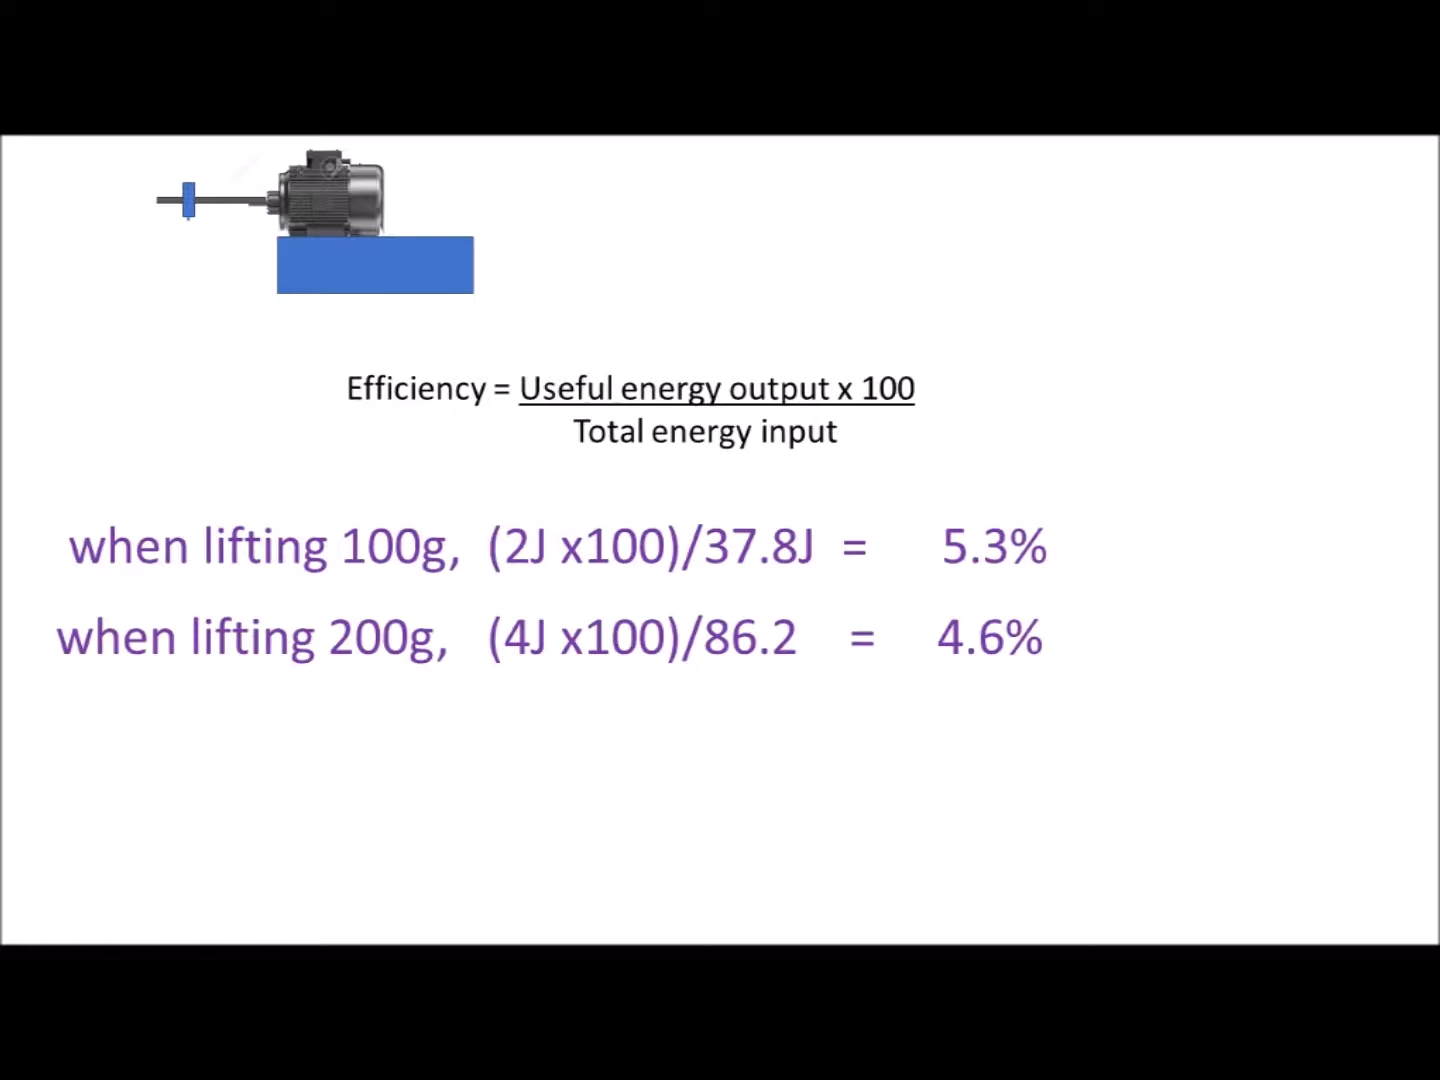 Efficiency = Useful energy output x 100
Total energy input
when lifting 100g, (2J x100)/37.8J = 5.3%
when lifting 200g, (4J x100)/86.2 = 4.6%